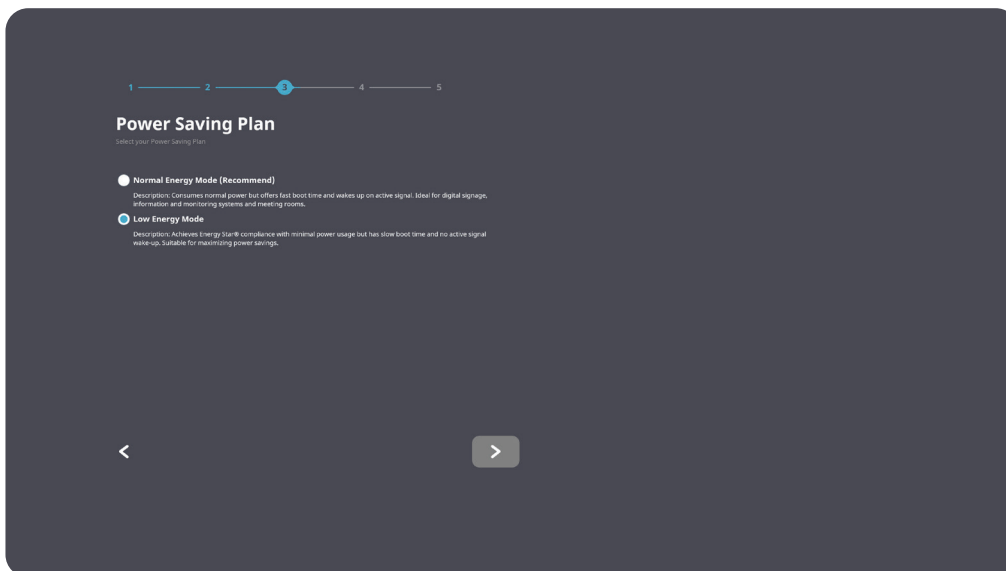 1 2 3 4 5
Power Saving Plan
Select your Power Saving Plan
Normal Energy Mode (Recommend)
Description: Consumes normal power but offers fast boot time and wakes up on active signal. Ideal for digital signage,
information and monitoring systems and meeting rooms.
Low Energy Mode
Description: Achieves Energy Star® compliance with minimal power usage but has slow boot time and no active signal
wake-up. Suitable for maximizing power savings.